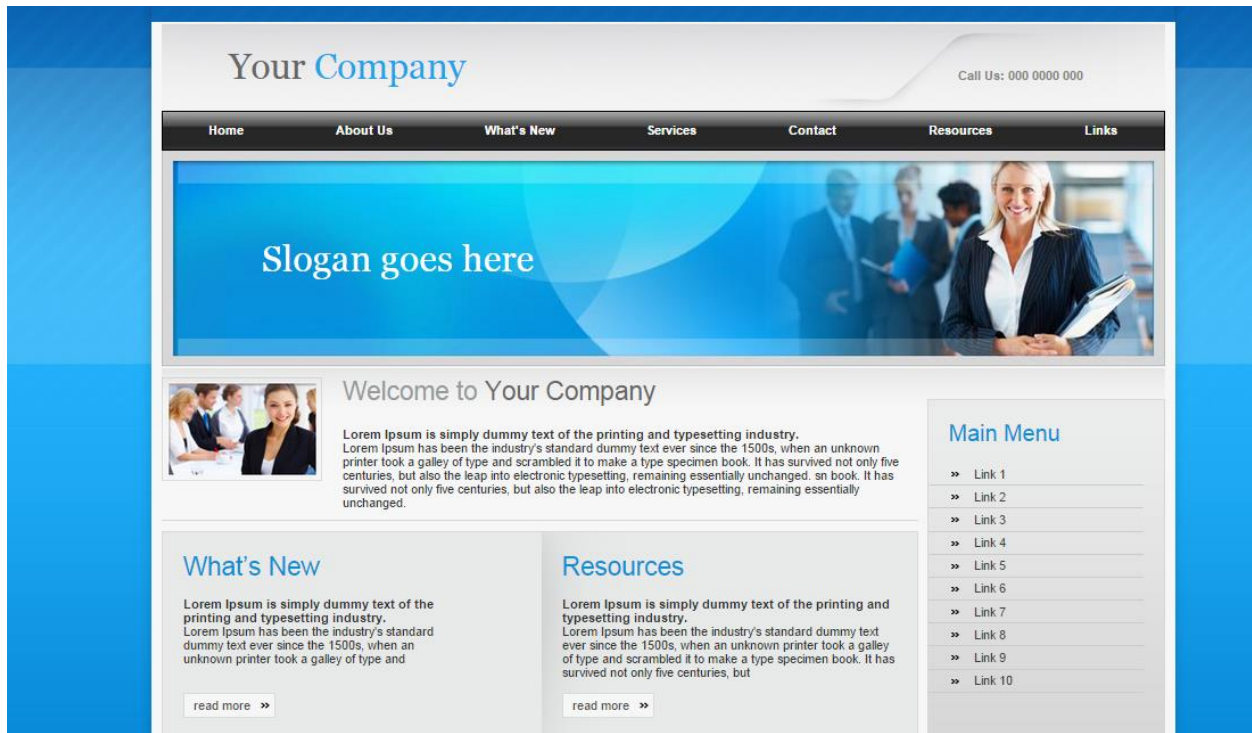 Your Company
Call Us: 000 0000 000
Home About Us What's New Services Contact Resources Links
Slogan goes here
Welcome to Your Company
Lorem Ipsum is simply dummy text of the printing and typesetting industry.
Lorem Ipsum has been the industry's standard dummy text ever since the 1500s, when an unknown
printer took a galley of type and scrambled it to make a type specimen book. It has survived not only five
centuries, but also the leap into electronic typesetting, remaining essentially unchanged. sn book. It has
survived not only five centuries, but also the leap into electronic typesetting, remaining essentially
unchanged.
What's New
Lorem Ipsum is simply dummy text of the
printing and typesetting industry.
Lorem Ipsum has been the industry's standard
dummy text ever since the 1500s, when an
unknown printer took a galley of type and
read more »
Resources
Lorem Ipsum is simply dummy text of the printing and
typesetting industry.
Lorem Ipsum has been the industry's standard dummy text
ever since the 1500s, when an unknown printer took a galley
of type and scrambled it to make a type specimen book. It has
survived not only five centuries, but
read more »
Main Menu
» Link 1
» Link 2
» Link 3
» Link 4
» Link 5
» Link 6
» Link 7
» Link 8
» Link 9
» Link 10